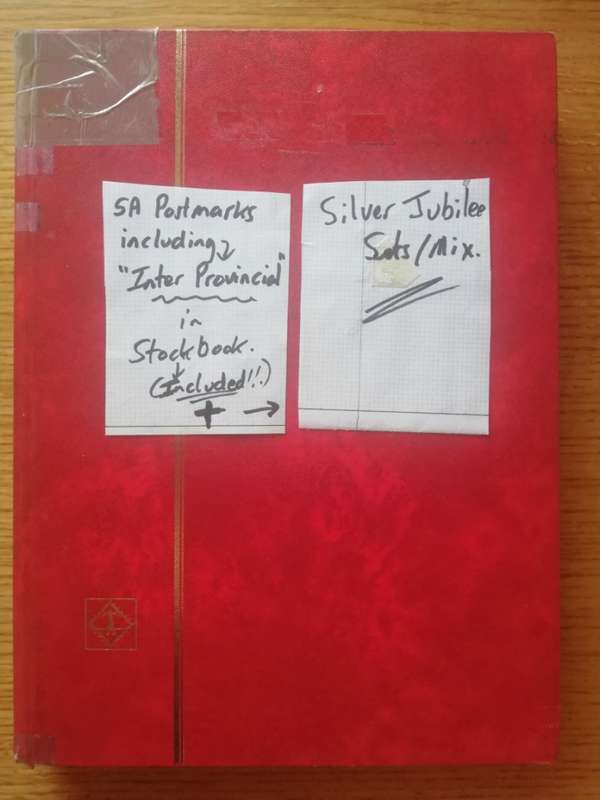 SA Postmarks
including
"Inter Provincial"
in
Stockbook.
(Included!!)
+ →
Silver Jubilee
Sets/Mix.